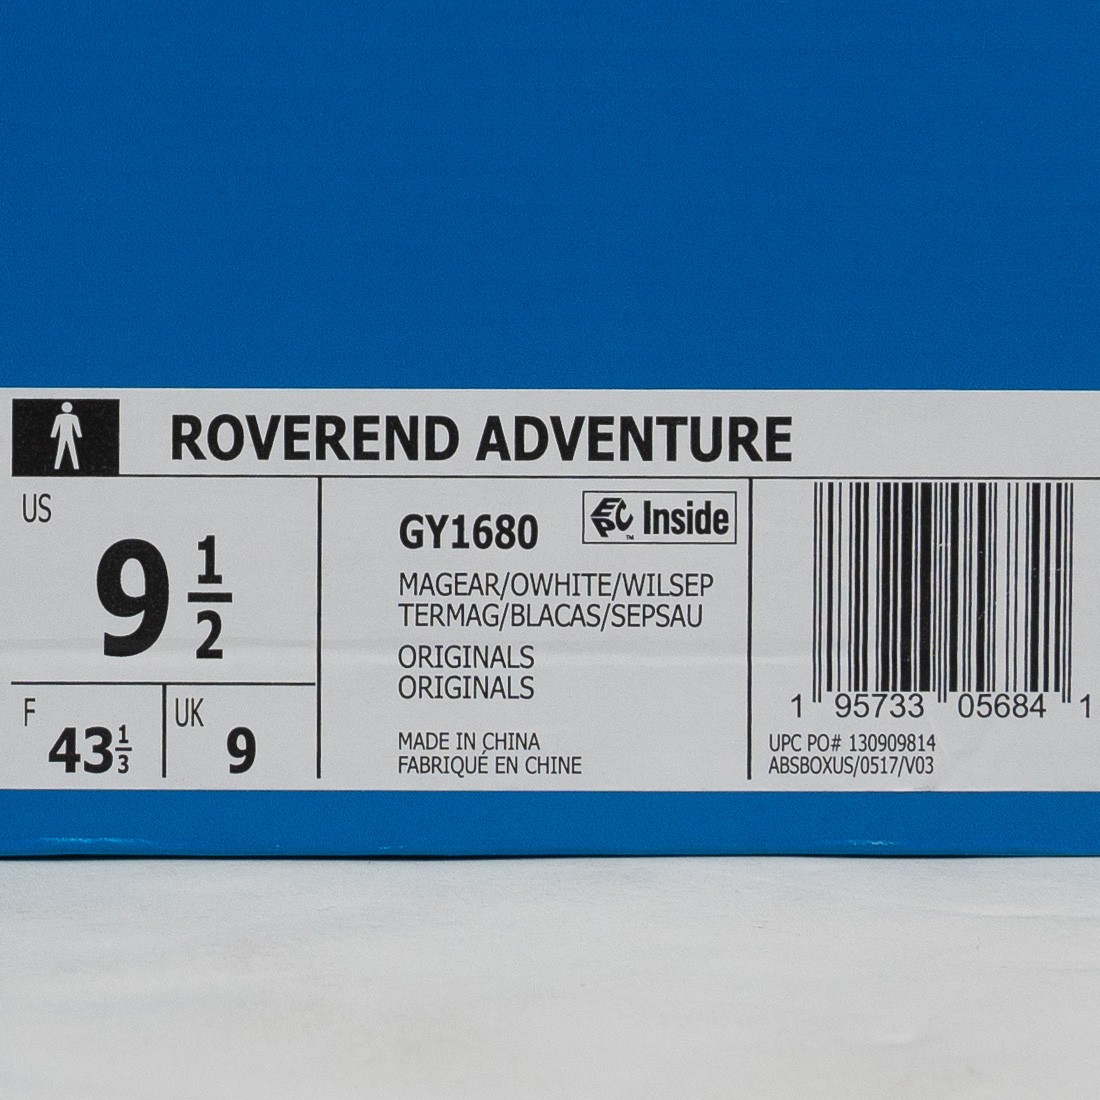 ROVEREND ADVENTURE
US
9 1/2
F
43 1/3
UK
9
GY1680
EPC™ Inside
MAGEAR/OWHITE/WILSEP
TERMAG/BLACAS/SEPSAU
ORIGINALS
ORIGINALS
MADE IN CHINA
FABRIQUÉ EN CHINE
1 95733 05684 1
UPC PO# 130909814
ABSBOXUS/0517/V03